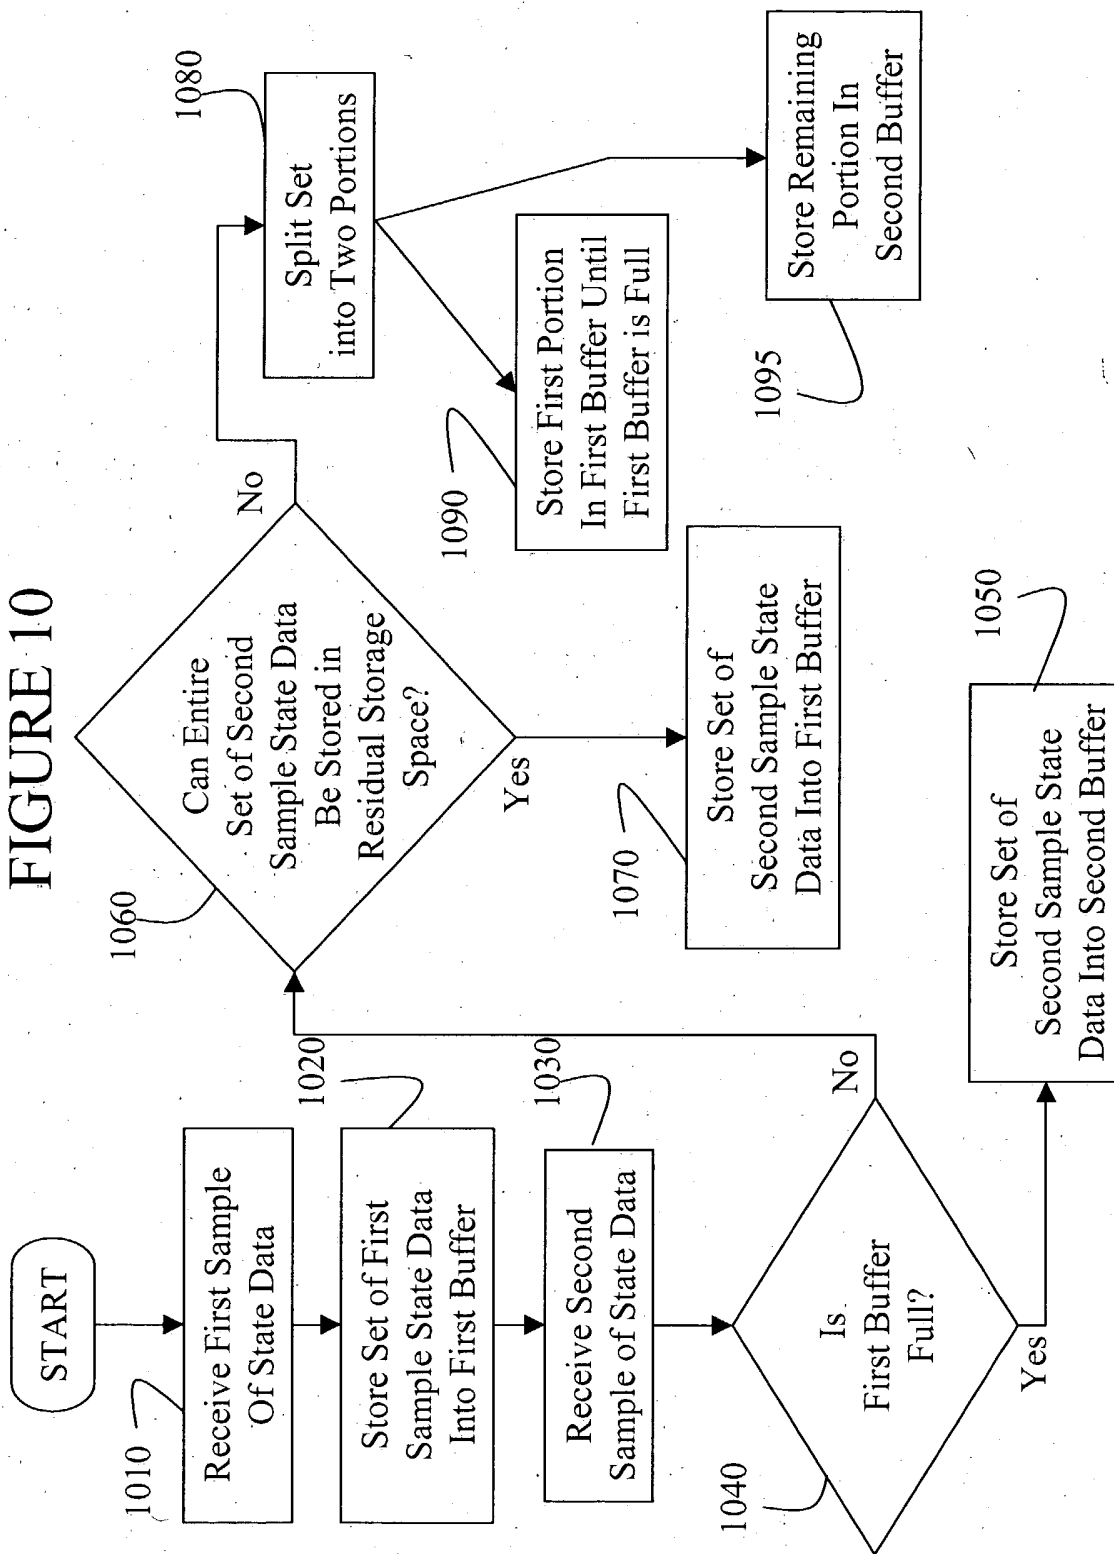 FIGURE 10
START
1010
Receive First Sample
Of State Data
1020
Store Set of First
Sample State Data
Into First Buffer
1030
Receive Second
Sample of State Data
1040
Is
First Buffer
Full?
No
Yes
1050
Store Set of
Second Sample State
Data Into Second Buffer
1060
Can Entire
Set of Second
Sample State Data
Be Stored in
Residual Storage
Space?
No
Yes
1070
Store Set of
Second Sample State
Data Into First Buffer
1080
Split Set
into Two Portions
1090
Store First Portion
In First Buffer Until
First Buffer is Full
1095
Store Remaining
Portion In
Second Buffer